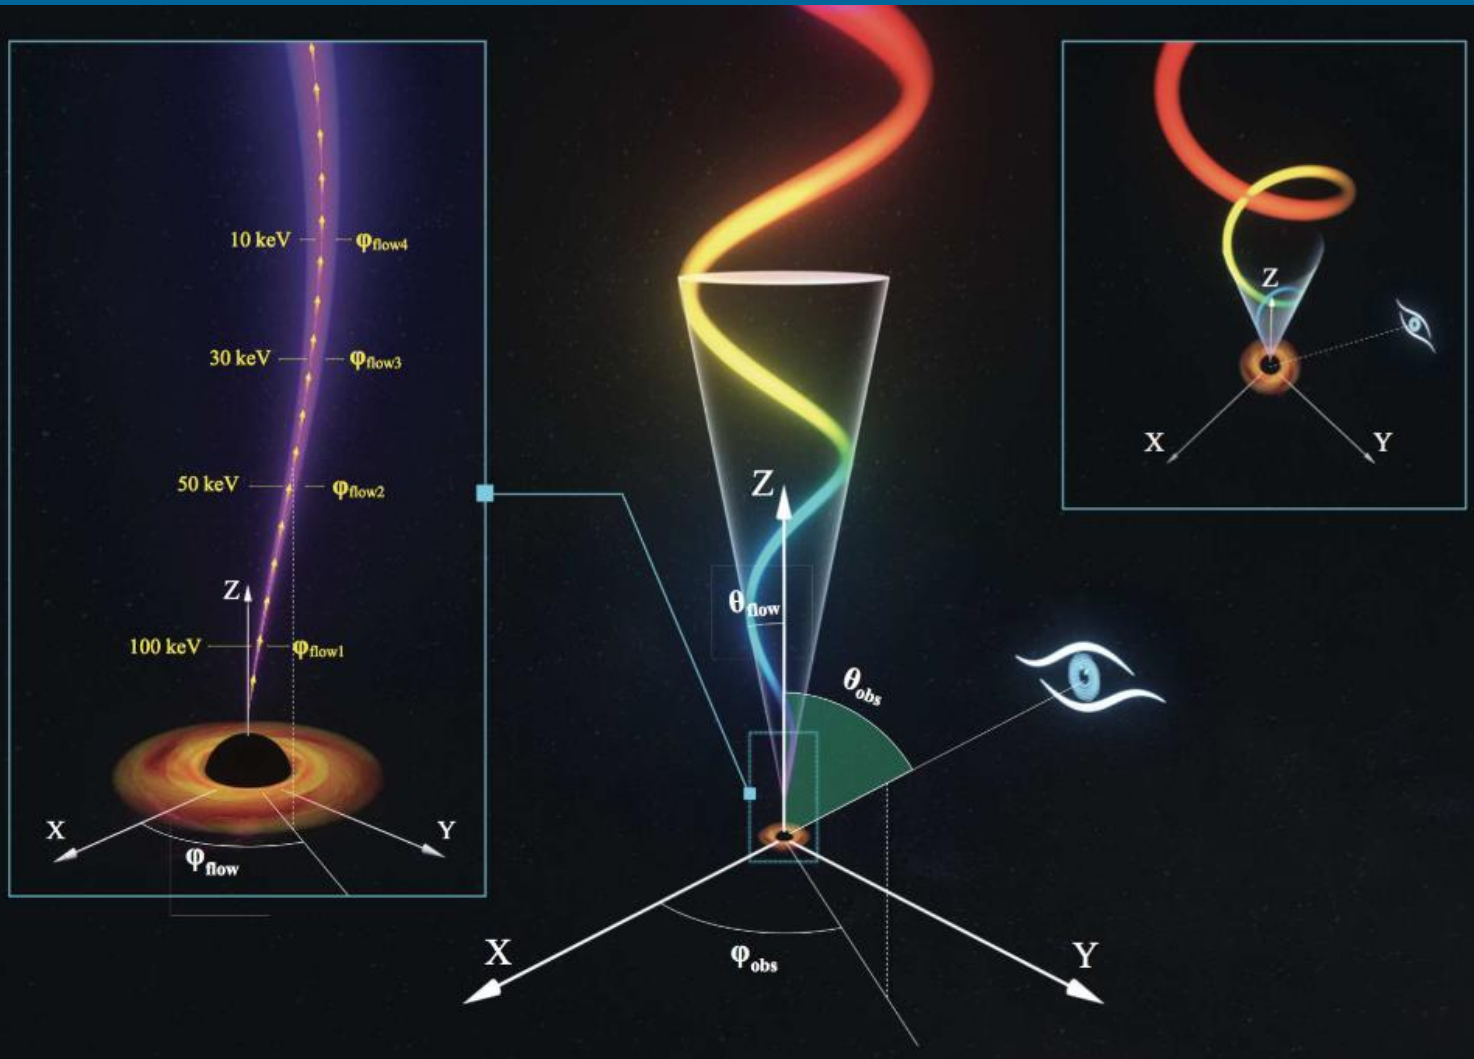 10 keV φflow4
30 keV φflow3
50 keV φflow2
Z
100 keV φflow1
X Y
φflow
Z
θflow
θobs
X Y
φobs
Z
X Y